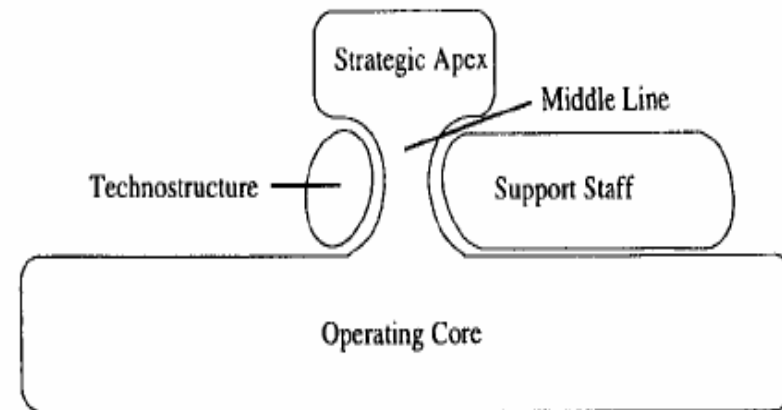 Strategic Apex
Middle Line
Technostructure
Support Staff
Operating Core